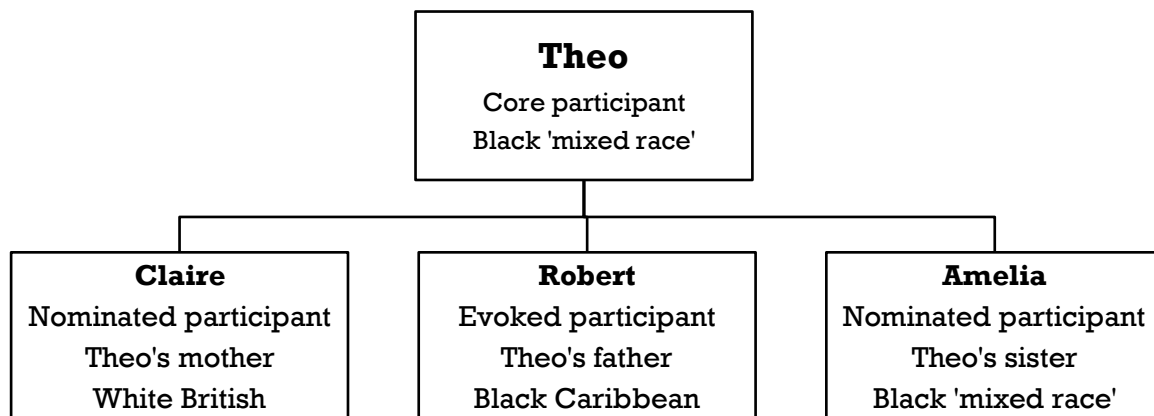 Theo
Core participant
Black 'mixed race'
Claire
Nominated participant
Theo's mother
White British
Robert
Evoked participant
Theo's father
Black Caribbean
Amelia
Nominated participant
Theo's sister
Black 'mixed race'